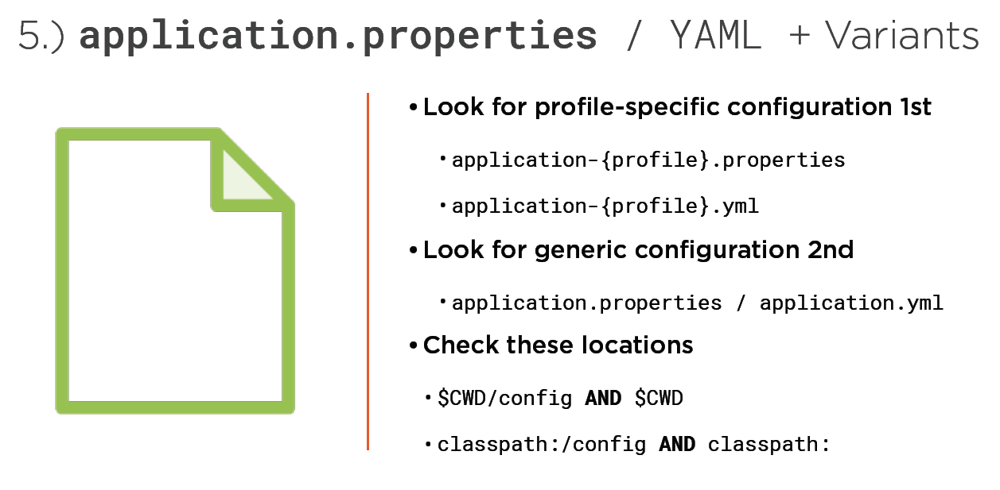 5.) application.properties / YAML + Variants
• Look for profile-specific configuration 1st
• application-{profile}.properties
• application-{profile}.yml
• Look for generic configuration 2nd
• application.properties / application.yml
• Check these locations
• $CWD/config AND $CWD
• classpath:/config AND classpath: